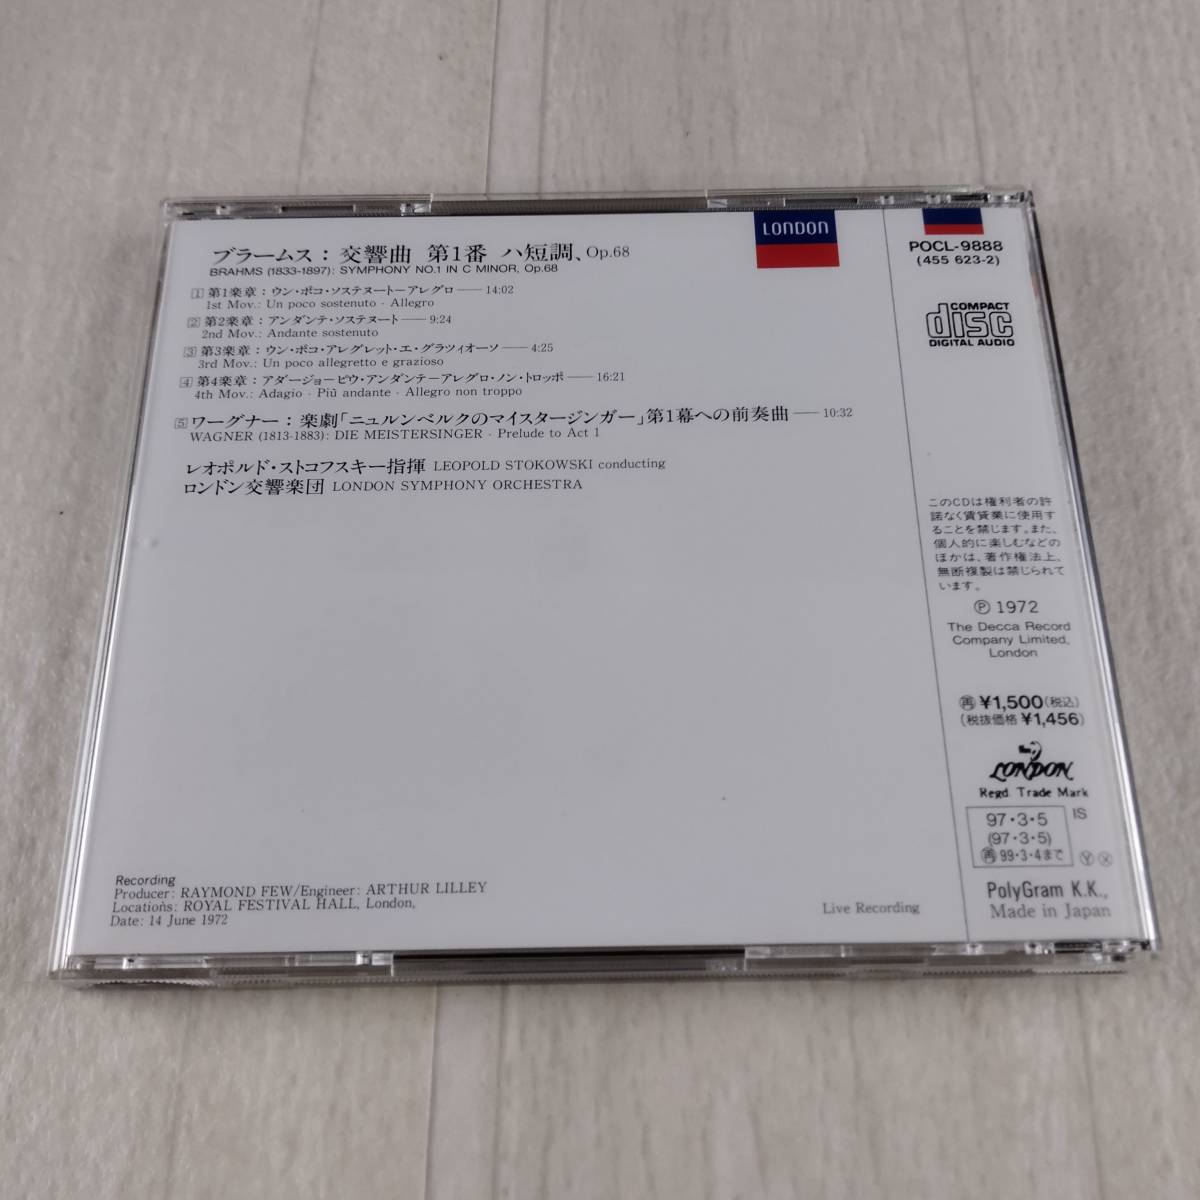 ブラームス：交響曲 第1番 ハ短調、Op.68
BRAHMS (1833-1897): SYMPHONY NO.1 IN C MINOR, Op.68
1 第1楽章：ウン・ポコ・ソステヌート－アレグロ── 14:02
1st Mov.: Un poco sostenuto · Allegro
2 第2楽章：アンダンテ・ソステヌート── 9:24
2nd Mov.: Andante sostenuto
3 第3楽章：ウン・ポコ・アレグレット・エ・グラツィオーソ── 4:25
3rd Mov.: Un poco allegretto e grazioso
4 第4楽章：アダージョ－ピウ・アンダンテ－アレグロ・ノン・トロッポ── 16:21
4th Mov.: Adagio · Più andante · Allegro non troppo
5 ワーグナー：楽劇「ニュルンベルクのマイスタージンガー」第1幕への前奏曲── 10:32
WAGNER (1813-1883): DIE MEISTERSINGER · Prelude to Act 1
レオポルド・ストコフスキー指揮 LEOPOLD STOKOWSKI conducting
ロンドン交響楽団 LONDON SYMPHONY ORCHESTRA
Recording
Producer: RAYMOND FEW/Engineer: ARTHUR LILLEY
Locations: ROYAL FESTIVAL HALL, London,
Date: 14 June 1972
Live Recording
LONDON
POCL-9888
(455 623-2)
COMPACT
disc
DIGITAL AUDIO
このCDは権利者の許
諾なく賃貸業に使用す
ることを禁じます。また、
個人的に楽しむなどの
ほかは、著作権法上、
無断複製は禁じられて
います。
Ⓟ 1972
The Decca Record
Company Limited,
London
㋐ ¥1,500(税込)
(税抜価格 ¥1,456)
LONDON
Regd. Trade Mark
97・3・5 IS
(97・3・5)
再 99・3・4まで Ⓨ Ⓧ
PolyGram K.K.,
Made in Japan